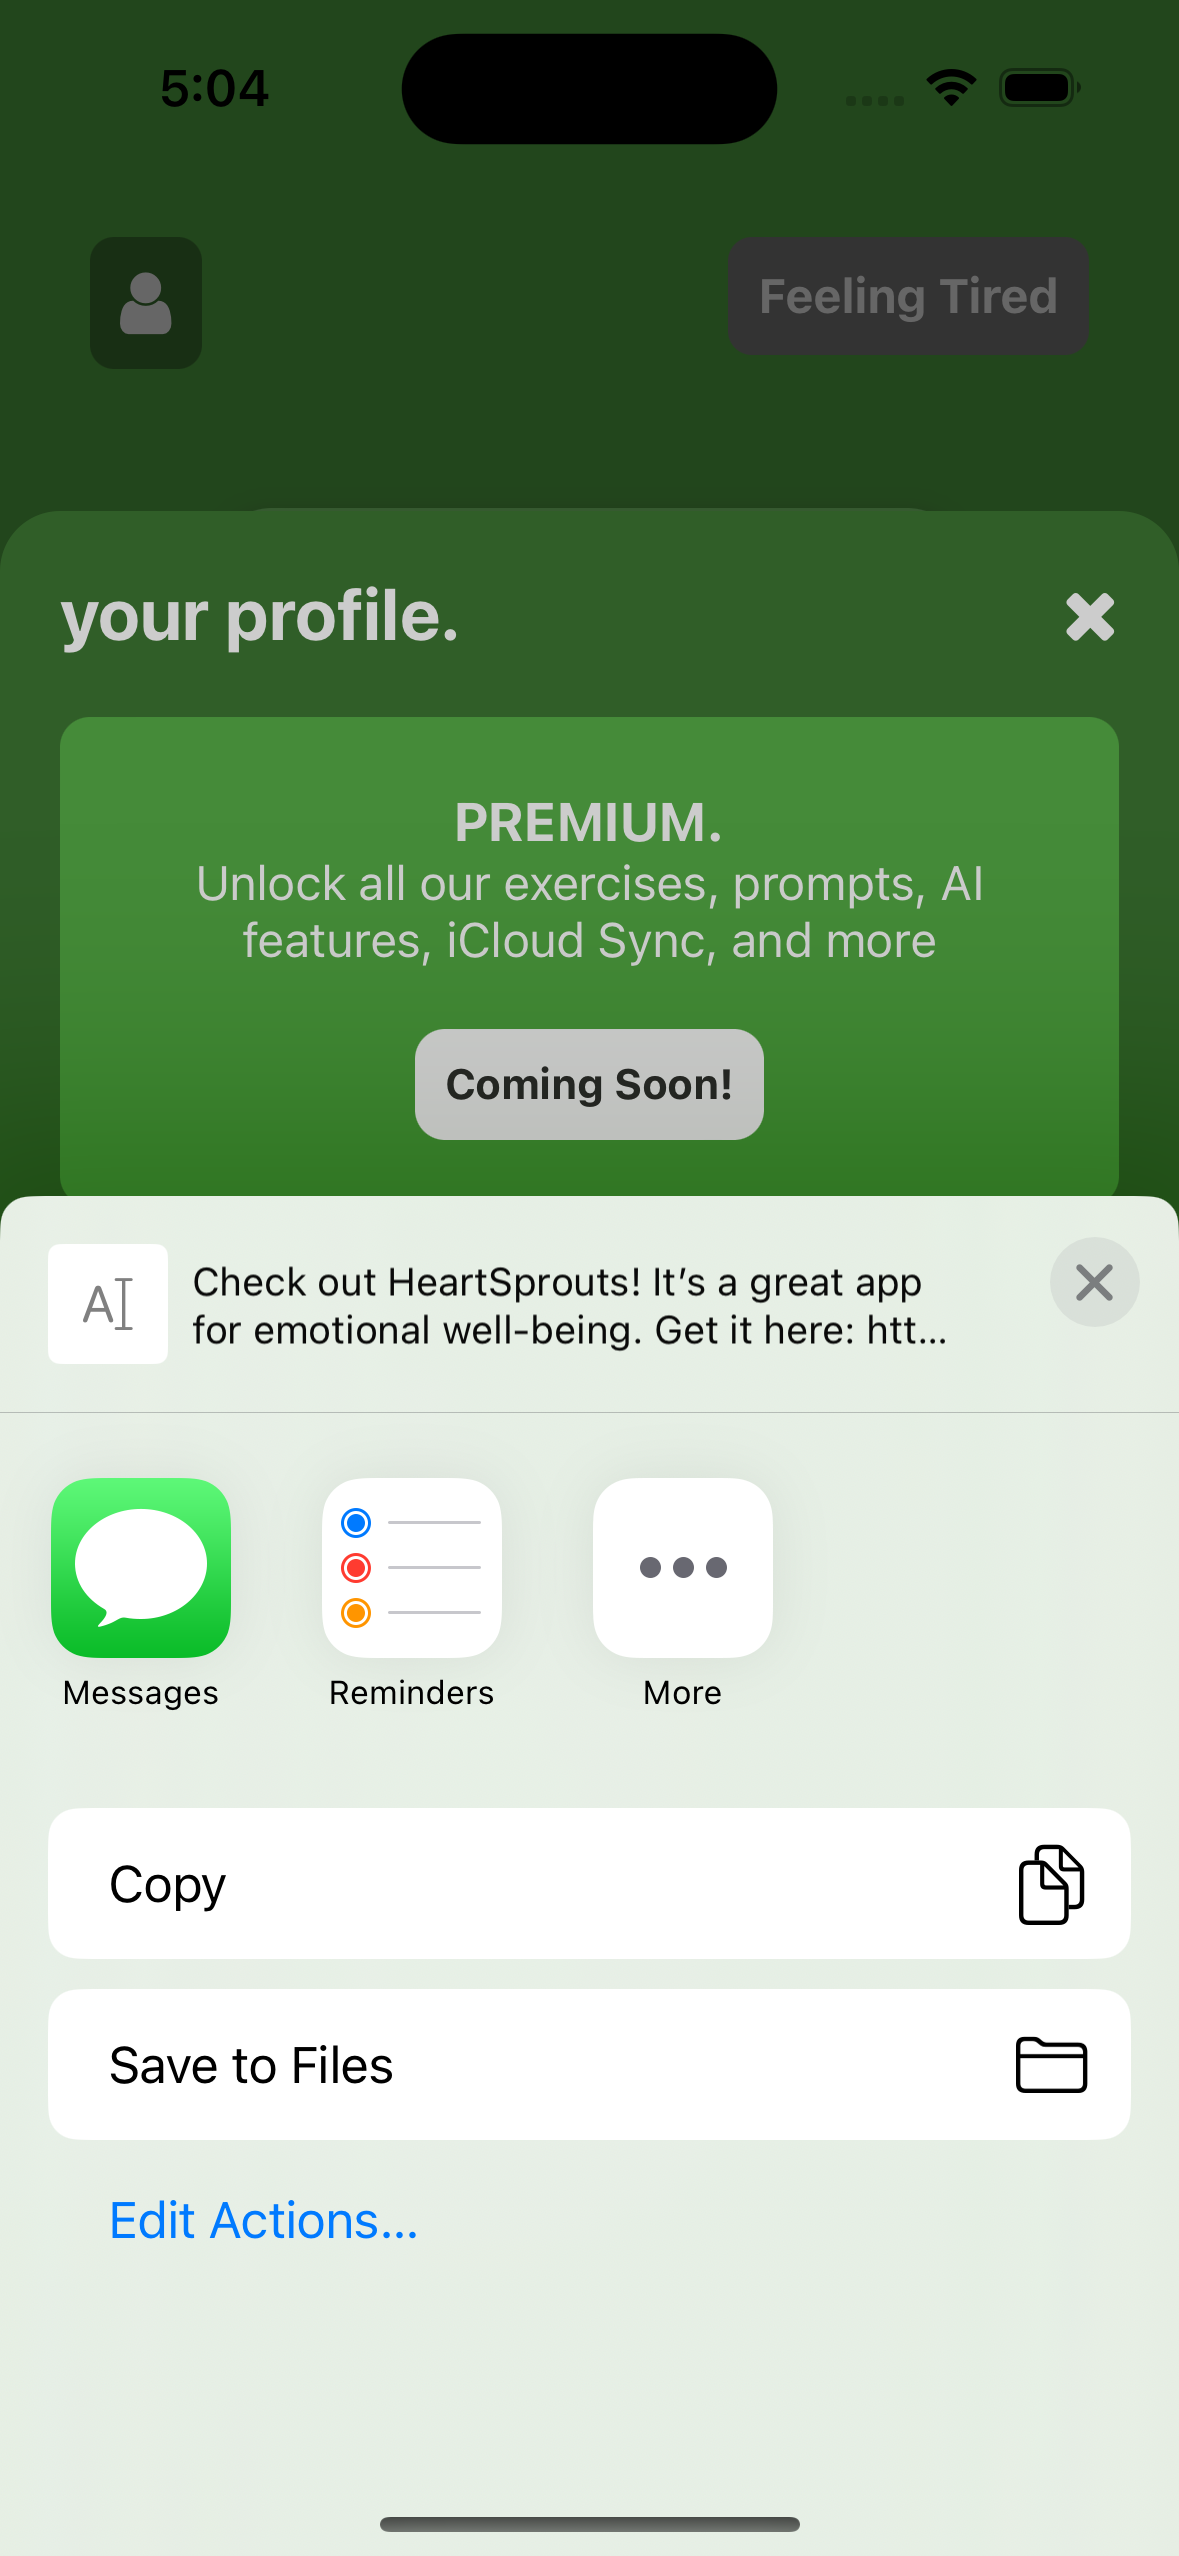 5:04
Feeling Tired
your profile.
PREMIUM.
Unlock all our exercises, prompts, AI
features, iCloud Sync, and more
Coming Soon!
Check out HeartSprouts! It’s a great app
for emotional well-being. Get it here: htt...
Messages
Reminders
More
Copy
Save to Files
Edit Actions...